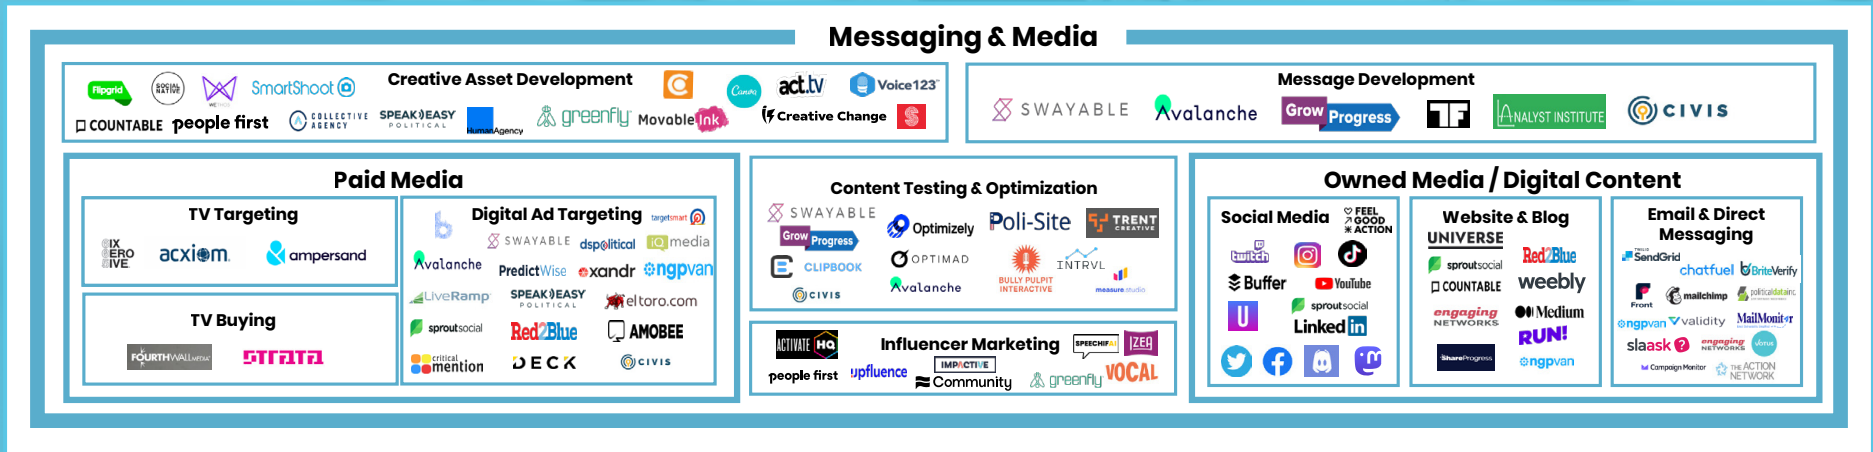 Messaging & Media
Creative Asset Development
Flipgrid
SOCIAL NATIVE
WETHOS
SmartShoot
Canva
act.tv
Voice123
COUNTABLE
people first
COLLECTIVE AGENCY
SPEAK))EASY POLITICAL
HumanAgency
greenfly
Movable Ink
Creative Change
Message Development
SWAYABLE
Avalanche
Grow Progress
TF
ANALYST INSTITUTE
CIVIS
Paid Media
TV Targeting
SIX ZERO FIVE
acxiom.
ampersand
TV Buying
FOURTHWALL MEDIA
STRATA
Digital Ad Targeting
targetsmart
b
SWAYABLE
dspolitical
iQ media
Avalanche
PredictWise
xandr
ngpvan
LiveRamp
SPEAK))EASY POLITICAL
eltoro.com
sproutsocial
Red2Blue
AMOBEE
critical mention
DECK
CIVIS
Content Testing & Optimization
SWAYABLE
Optimizely
Poli-Site
TRENT CREATIVE
Grow Progress
CLIPBOOK
OPTIMAD
BULLY PULPIT INTERACTIVE
INTRVL
CIVIS
Avalanche
measure studio
Influencer Marketing
ACTIVATE HQ
SPEECHIFAI
IZEA
people first
upfluence
IMPACTIVE
Community
greenfly
VOCAL
Owned Media / Digital Content
Social Media
FEEL GOOD ACTION
twitch
Buffer
YouTube
U
sproutsocial
Linked in
Website & Blog
UNIVERSE
Red2Blue
sproutsocial
COUNTABLE
weebly
engaging NETWORKS
Medium
RUN!
ShareProgress
ngpvan
Email & Direct
Messaging
TWILIO SendGrid
chatfuel
BriteVerify
Front
mailchimp
politicaldatainc.
ngpvan
validity
MailMonitor
slaask
engaging NETWORKS
Campaign Monitor
THE ACTION NETWORK